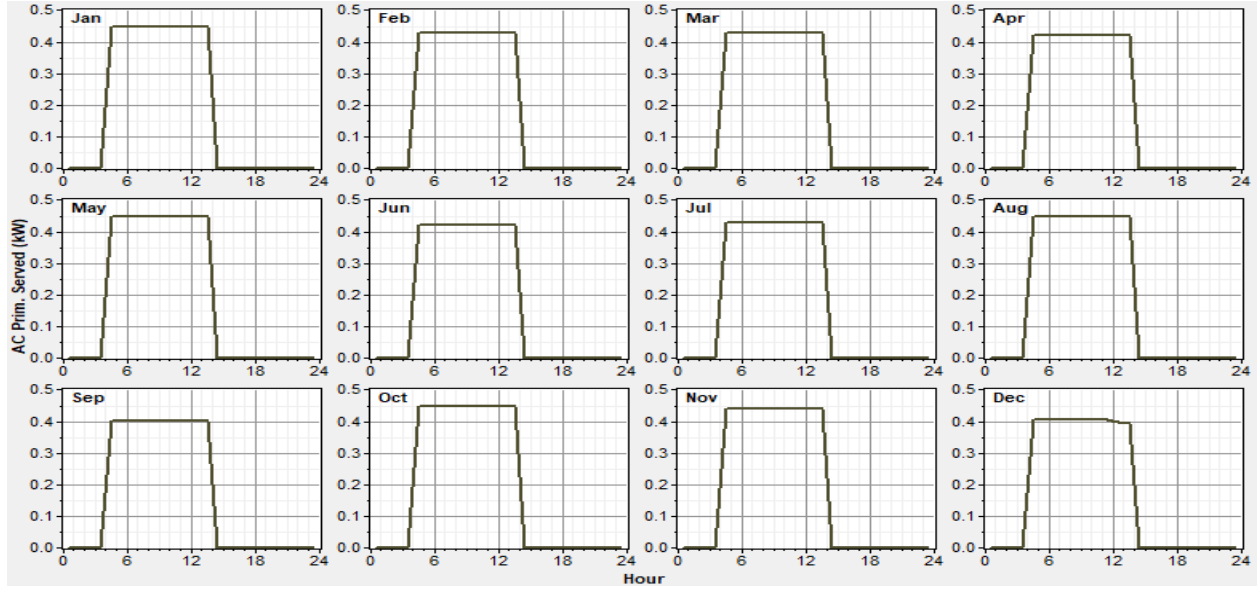 Jan Feb Mar Apr
0.5 0.5 0.5 0.5
0.4 0.4 0.4 0.4
0.3 0.3 0.3 0.3
0.2 0.2 0.2 0.2
0.1 0.1 0.1 0.1
0.0 0.0 0.0 0.0
0 6 12 18 24 0 6 12 18 24 0 6 12 18 24 0 6 12 18 24
AC Prim. Served (kW)
May Jun Jul Aug
0.5 0.5 0.5 0.5
0.4 0.4 0.4 0.4
0.3 0.3 0.3 0.3
0.2 0.2 0.2 0.2
0.1 0.1 0.1 0.1
0.0 0.0 0.0 0.0
0 6 12 18 24 0 6 12 18 24 0 6 12 18 24 0 6 12 18 24
Sep Oct Nov Dec
0.5 0.5 0.5 0.5
0.4 0.4 0.4 0.4
0.3 0.3 0.3 0.3
0.2 0.2 0.2 0.2
0.1 0.1 0.1 0.1
0.0 0.0 0.0 0.0
0 6 12 18 24 0 6 12 18 24 0 6 12 18 24 0 6 12 18 24
Hour